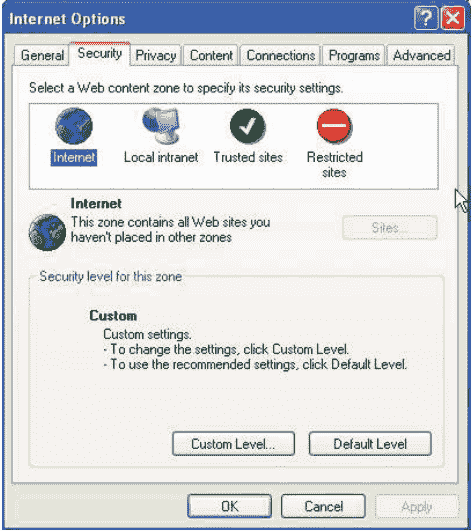 Internet Options
General Security Privacy Content Connections Programs Advanced
Select a Web content zone to specify its security settings.
Internet Local intranet Trusted sites Restricted sites
Internet
This zone contains all Web sites you
haven't placed in other zones
Sites...
Security level for this zone
Custom
Custom settings.
- To change the settings, click Custom Level.
- To use the recommended settings, click Default Level.
Custom Level... Default Level
OK Cancel Apply